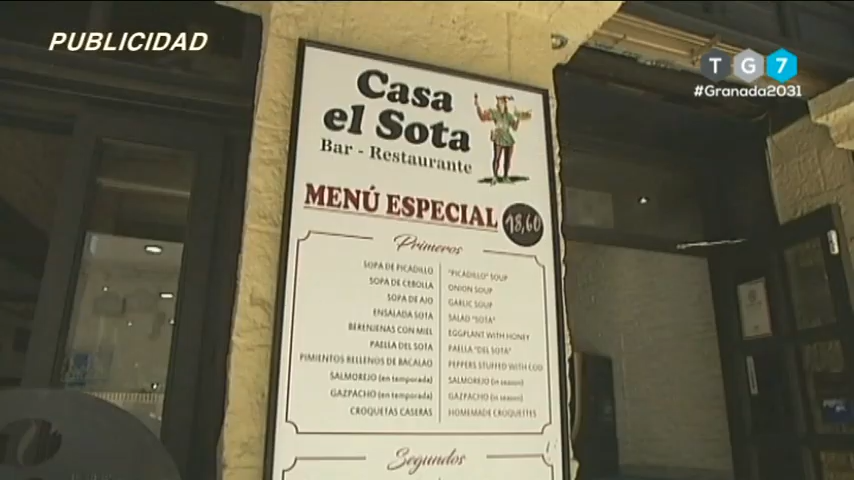 PUBLICIDAD
TG7
#Granada2031
Casa
el Sota
Bar - Restaurante
MENÚ ESPECIAL 18,60
Primeros
SOPA DE PICADILLO "PICADILLO" SOUP
SOPA DE CEBOLLA ONION SOUP
SOPA DE AJO GARLIC SOUP
ENSALADA SOTA SALAD "SOTA"
BERENJENAS CON MIEL EGGPLANT WITH HONEY
PAELLA DEL SOTA PAELLA "DEL SOTA"
PIMIENTOS RELLENOS DE BACALAO PEPPERS STUFFED WITH COD
SALMOREJO (en temporada) SALMOREJO (in season)
GAZPACHO (en temporada) GAZPACHO (in season)
CROQUETAS CASERAS HOMEMADE CROQUETTES
Segundos